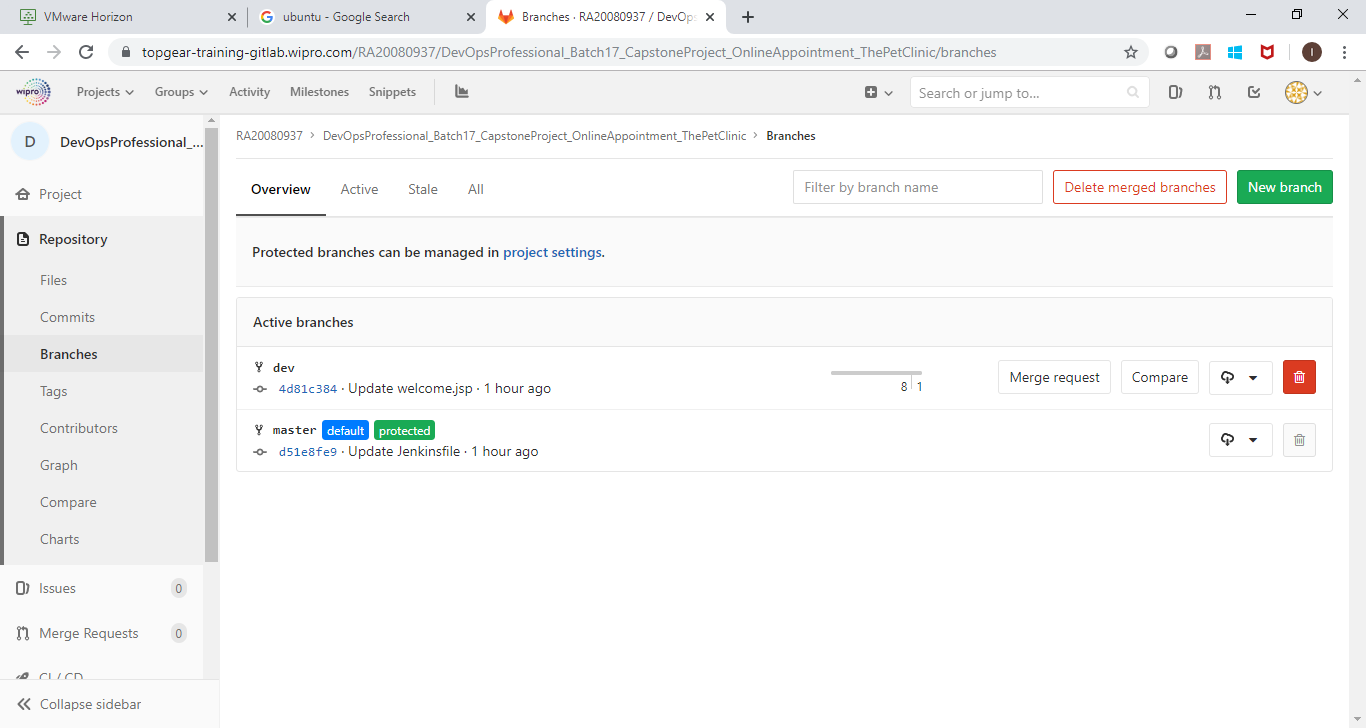 VMware Horizon
ubuntu - Google Search
Branches · RA20080937 / DevOps
topgear-training-gitlab.wipro.com/RA20080937/DevOpsProfessional_Batch17_CapstoneProject_OnlineAppointment_ThePetClinic/branches
I
wipro
Projects
Groups
Activity
Milestones
Snippets
Search or jump to...
D
DevOpsProfessional_...
RA20080937 > DevOpsProfessional_Batch17_CapstoneProject_OnlineAppointment_ThePetClinic > Branches
Project
Repository
Files
Commits
Branches
Tags
Contributors
Graph
Compare
Charts
Issues 0
Merge Requests 0
CI / CD
Collapse sidebar
Overview
Active
Stale
All
Filter by branch name
Delete merged branches
New branch
Protected branches can be managed in project settings.
Active branches
dev
4d81c384 · Update welcome.jsp · 1 hour ago
8 1
Merge request
Compare
master default protected
d51e8fe9 · Update Jenkinsfile · 1 hour ago